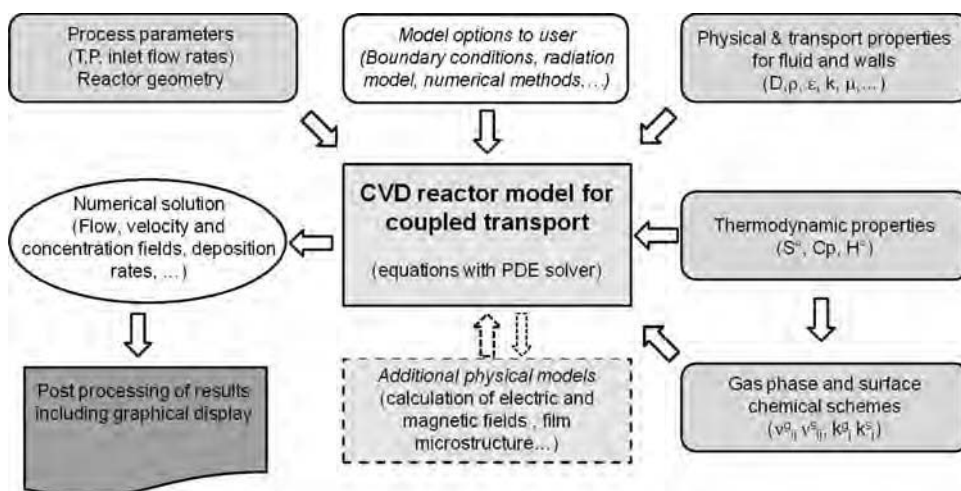 Process parameters
(T.P. inlet flow rates)
Reactor geometry
Model options to user
(Boundary conditions, radiation
model, numerical methods,…)
Physical & transport properties
for fluid and walls
(D,ρ, ε, k, μ,…)
Numerical solution
(Flow, velocity and
concentration fields, deposition
rates, …)
CVD reactor model for
coupled transport
(equations with PDE solver)
Thermodynamic properties
(S°, Cp, H°)
Post processing of results
including graphical display
Additional physical models
(calculation of electric and
magnetic fields , film
microstructure…)
Gas phase and surface
chemical schemes
(νᵍᵢⱼ νˢᵢⱼ, kᵍⱼ kˢⱼ)